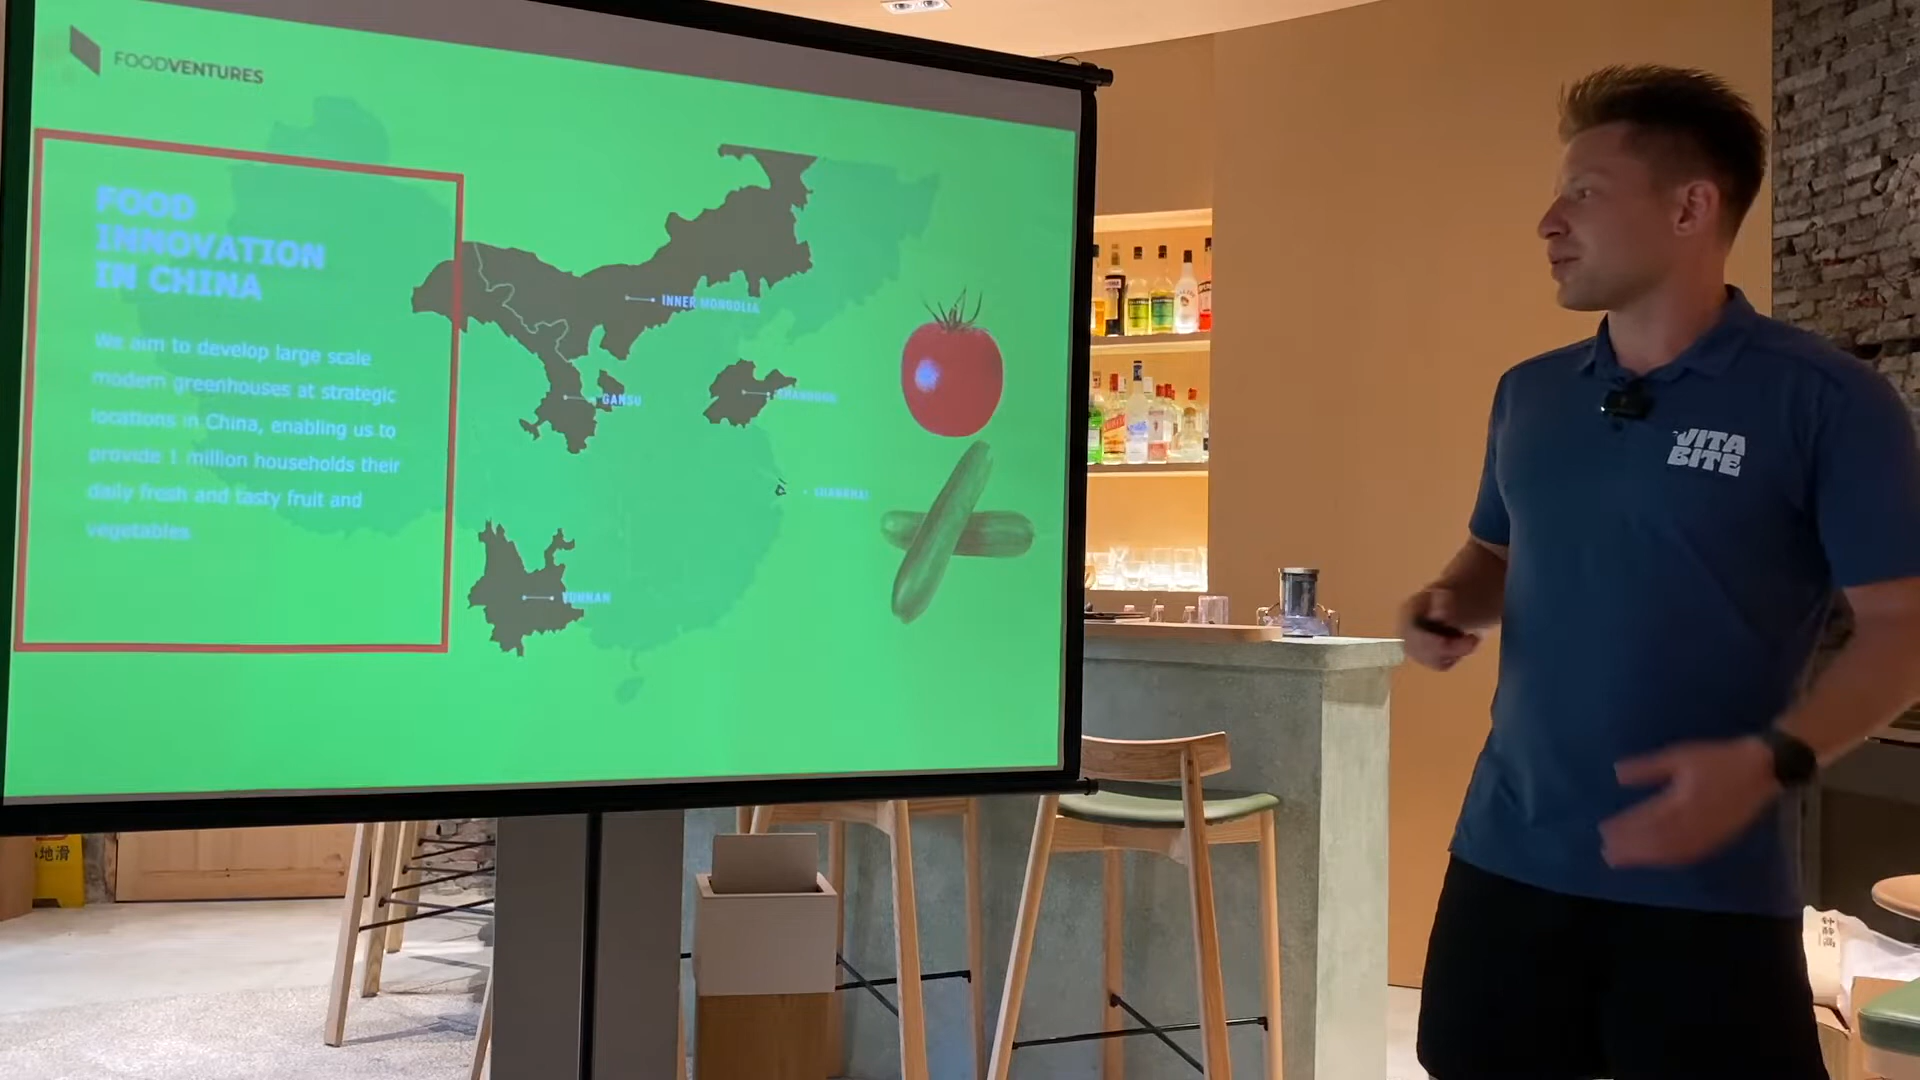 FOODVENTURES
FOOD
INNOVATION
IN CHINA
We aim to develop large scale
modern greenhouses at strategic
locations in China, enabling us to
provide 1 million households their
daily fresh and tasty fruit and
vegetables
INNER MONGOLIA
GANSU
SHANDONG
SHANGHAI
YUNNAN
VITA
BITE
地滑